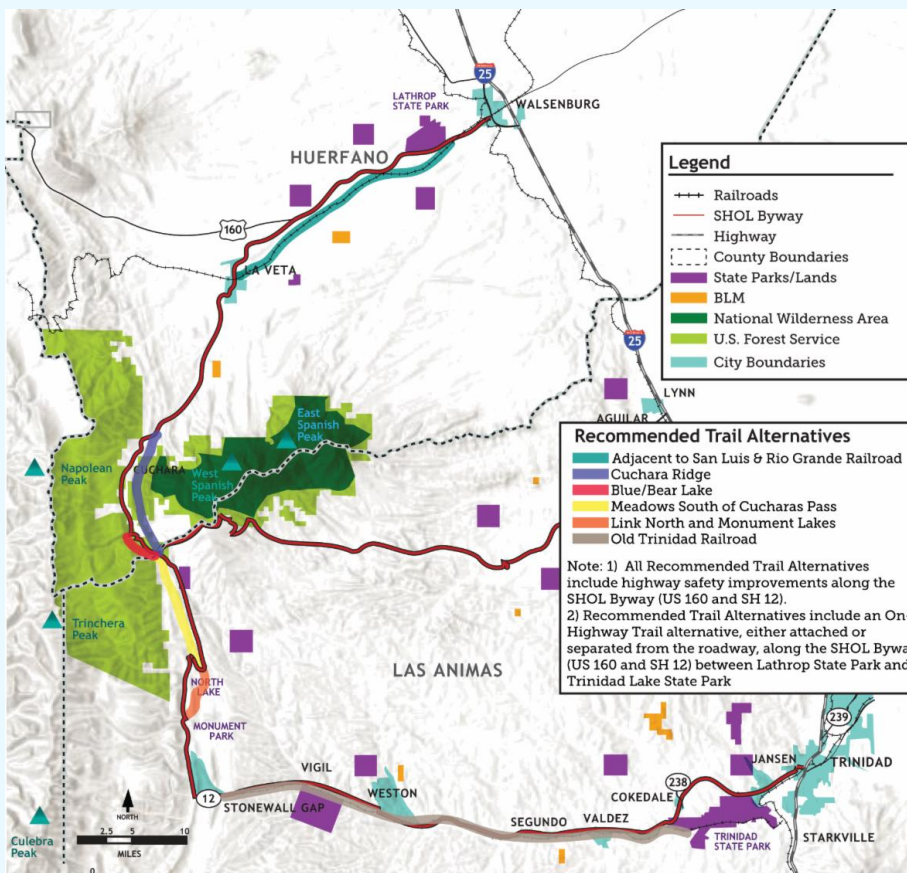 25
LATHROP
STATE PARK
WALSENBURG
HUERFANO
160
LA VETA
Legend
Railroads
SHOL Byway
Highway
County Boundaries
State Parks/Lands
BLM
National Wilderness Area
U.S. Forest Service
City Boundaries
25
LYNN
AGUILAR
East
Spanish
Peak
CUCHARA
West
Spanish
Peak
Napolean
Peak
Recommended Trail Alternatives
Adjacent to San Luis & Rio Grande Railroad
Cuchara Ridge
Blue/Bear Lake
Meadows South of Cucharas Pass
Link North and Monument Lakes
Old Trinidad Railroad
Note: 1) All Recommended Trail Alternatives
include highway safety improvements along the
SHOL Byway (US 160 and SH 12).
2) Recommended Trail Alternatives include an On-
Highway Trail alternative, either attached or
separated from the roadway, along the SHOL Byway
(US 160 and SH 12) between Lathrop State Park and
Trinidad Lake State Park
Trinchera
Peak
LAS ANIMAS
NORTH
LAKE
MONUMENT PARK
239
JANSEN
TRINIDAD
VIGIL
238
WESTON
COKEDALE
12
STONEWALL GAP
SEGUNDO
VALDEZ
TRINIDAD
STATE PARK
STARKVILLE
Culebra
Peak
NORTH
2.5
5
10
MILES
0